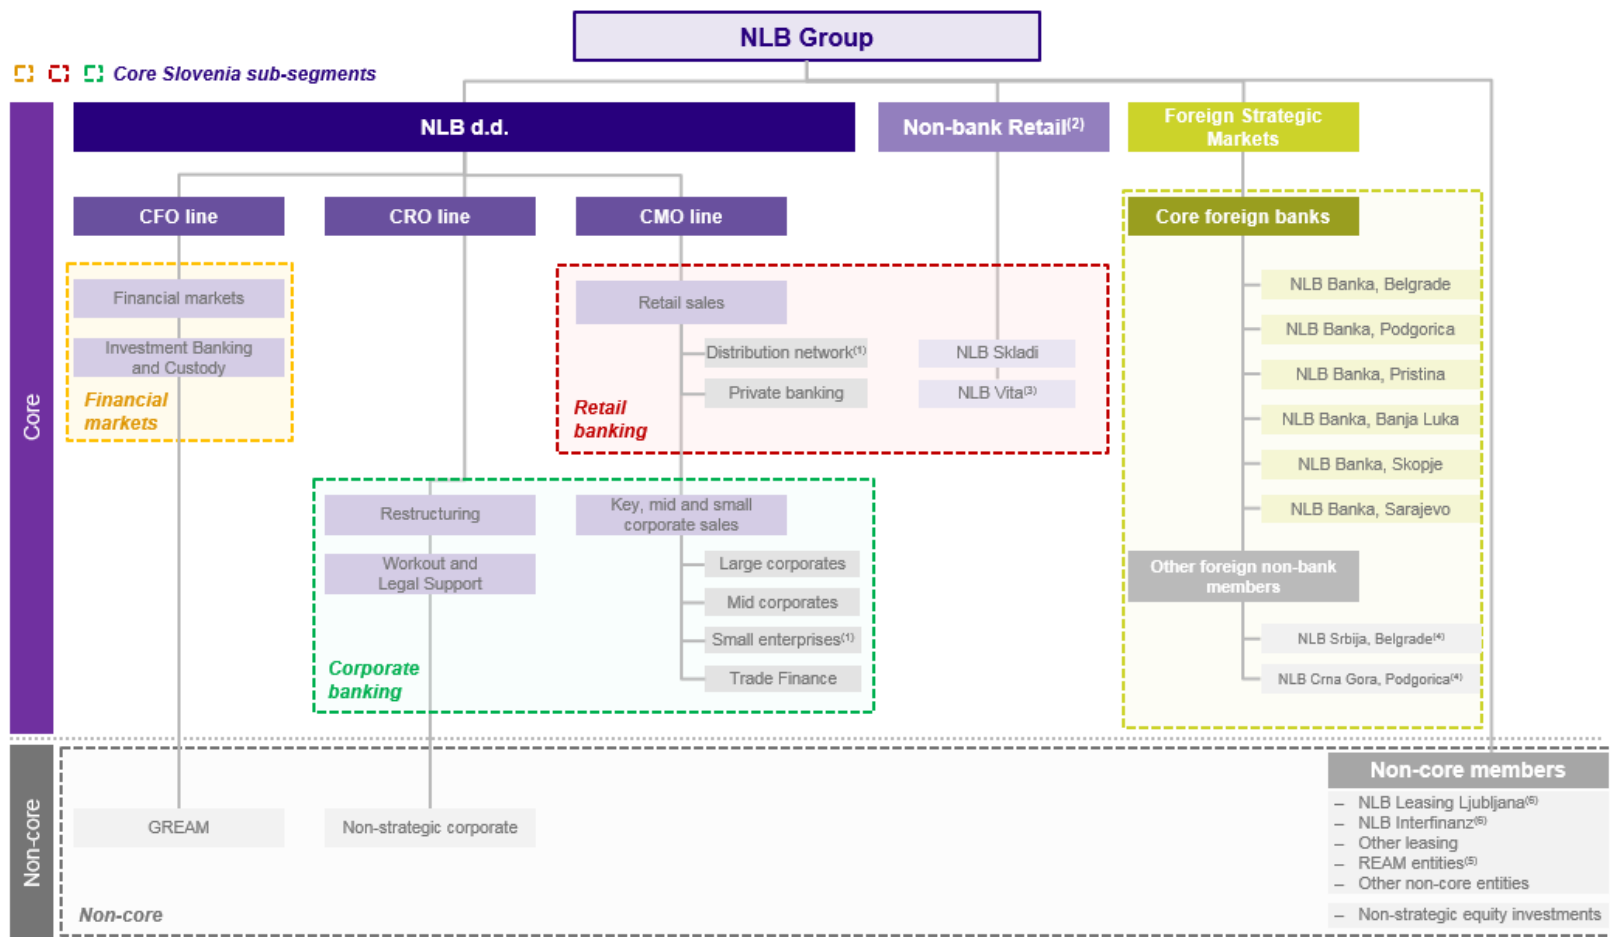 NLB Group
Core Slovenia sub-segments
Core
NLB d.d.
Non-bank Retail(2)
Foreign Strategic
Markets
CFO line
CRO line
CMO line
Core foreign banks
Financial markets
Investment Banking
and Custody
Financial
markets
Retail sales
Distribution network(1)
Private banking
Retail
banking
NLB Skladi
NLB Vita(3)
NLB Banka, Belgrade
NLB Banka, Podgorica
NLB Banka, Pristina
NLB Banka, Banja Luka
NLB Banka, Skopje
NLB Banka, Sarajevo
Restructuring
Workout and
Legal Support
Corporate
banking
Key, mid and small
corporate sales
Large corporates
Mid corporates
Small enterprises(1)
Trade Finance
Other foreign non-bank
members
NLB Srbija, Belgrade(4)
NLB Crna Gora, Podgorica(4)
Non-core
GREAM
Non-strategic corporate
Non-core
Non-core members
– NLB Leasing Ljubljana(6)
– NLB Interfinanz(6)
– Other leasing
– REAM entities(5)
– Other non-core entities
– Non-strategic equity investments